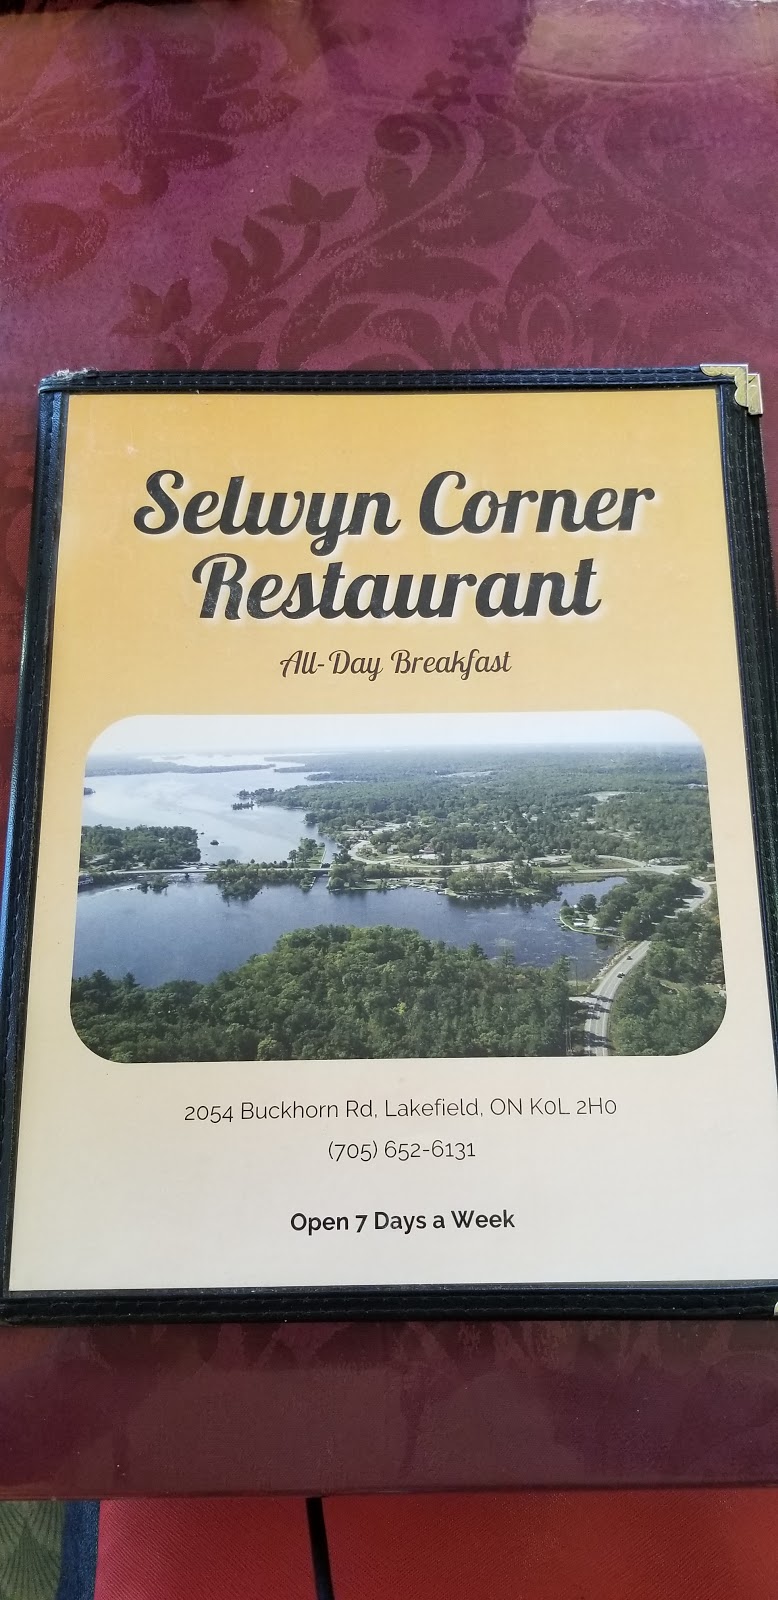 Selwyn Corner
Restaurant
All-Day Breakfast
2054 Buckhorn Rd, Lakefield, ON K0L 2H0
(705) 652-6131
Open 7 Days a Week